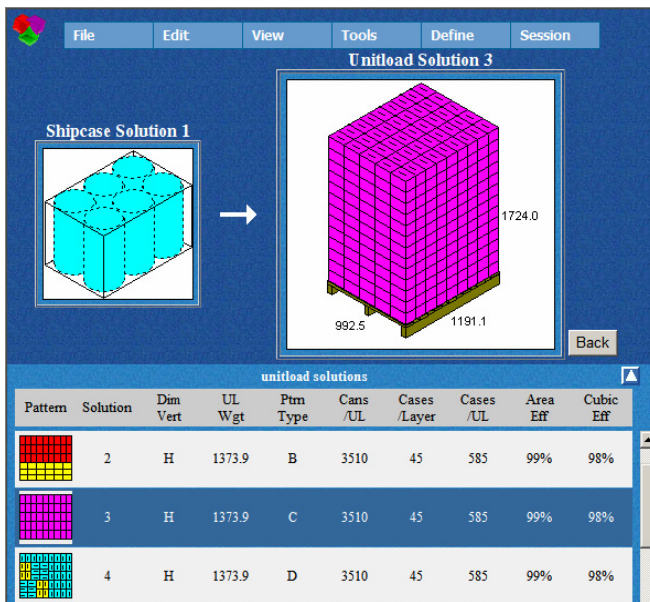 File Edit View Tools Define Session
Unitload Solution 3
Shipcase Solution 1
1724.0
992.5
1191.1
Back
unitload solutions
Pattern Solution Dim Vert UL Wgt Ptrn Type Cans /UL Cases /Layer Cases /UL Area Eff Cubic Eff
2 H 1373.9 B 3510 45 585 99% 98%
3 H 1373.9 C 3510 45 585 99% 98%
4 H 1373.9 D 3510 45 585 99% 98%